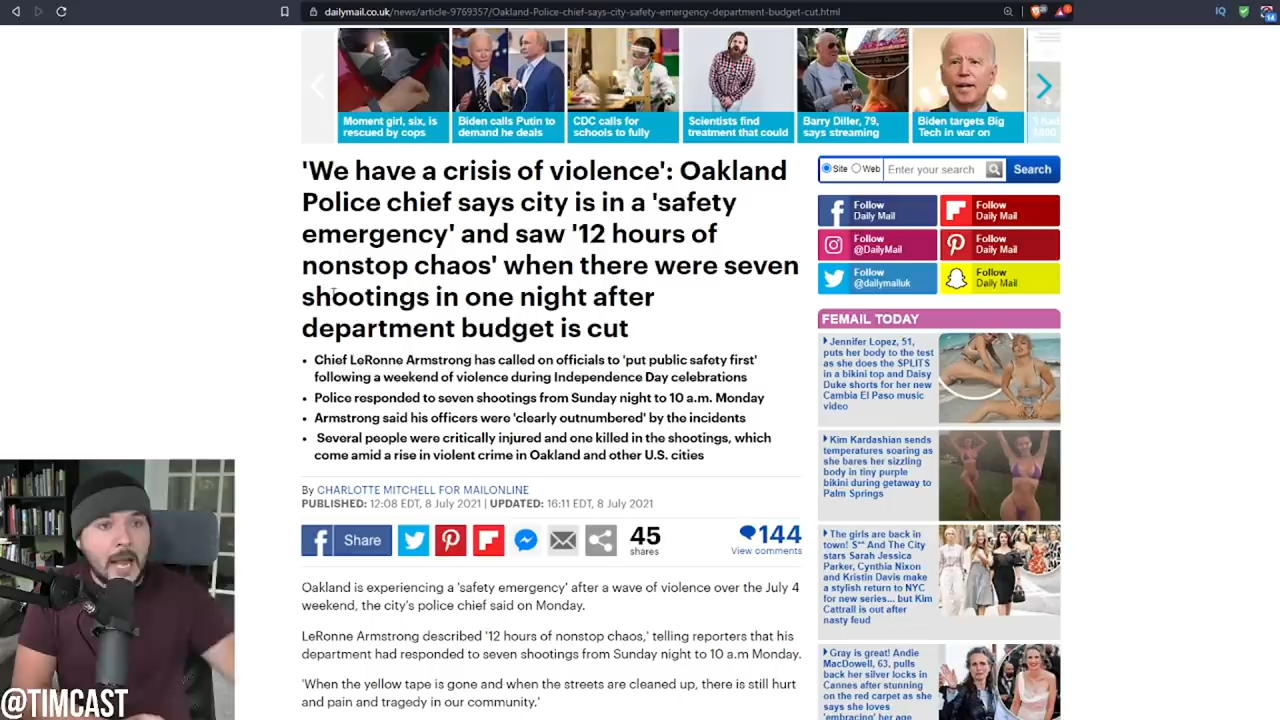 dailymail.co.uk/news/article-9769357/Oakland-Police-chief-says-city-safety-emergency-department-budget-cut.html
IQ
Moment girl, six, is
rescued by cops
Biden calls Putin to
demand he deals
CDC calls for
schools to fully
Scientists find
treatment that could
Barry Diller, 79,
says streaming
Biden targets Big
Tech in war on
'We have a crisis of violence': Oakland
Police chief says city is in a 'safety
emergency' and saw '12 hours of
nonstop chaos' when there were seven
shootings in one night after
department budget is cut
• Chief LeRonne Armstrong has called on officials to 'put public safety first'
following a weekend of violence during Independence Day celebrations
• Police responded to seven shootings from Sunday night to 10 a.m. Monday
• Armstrong said his officers were 'clearly outnumbered' by the incidents
• Several people were critically injured and one killed in the shootings, which
come amid a rise in violent crime in Oakland and other U.S. cities
By CHARLOTTE MITCHELL FOR MAILONLINE
PUBLISHED: 12:08 EDT, 8 July 2021 | UPDATED: 16:11 EDT, 8 July 2021
Share
45
shares
144
View comments
Oakland is experiencing a 'safety emergency' after a wave of violence over the July 4
weekend, the city's police chief said on Monday.
LeRonne Armstrong described '12 hours of nonstop chaos,' telling reporters that his
department had responded to seven shootings from Sunday night to 10 a.m Monday.
'When the yellow tape is gone and when the streets are cleaned up, there is still hurt
and pain and tragedy in our community.'
Site Web Enter your search Search
Follow
Daily Mail
Follow
Daily Mail
Follow
@DailyMail
Follow
Daily Mail
Follow
@dailymailuk
Follow
Daily Mail
FEMAIL TODAY
Jennifer Lopez, 51,
puts her body to the test
as she does the SPLITS
in a bikini top and Daisy
Duke shorts for her new
Cambia El Paso music
video
Kim Kardashian sends
temperatures soaring as
she bares her sizzling
body in tiny purple
bikini during getaway to
Palm Springs
The girls are back in
town! S** And The City
stars Sarah Jessica
Parker, Cynthia Nixon
and Kristin Davis make
a stylish return to NYC
for new series... but Kim
Cattrall is out after
nasty feud
Gray is great! Andie
MacDowell, 63, pulls
back her silver locks in
Cannes after stunning
on the red carpet as she
says she loves
'embracing' her age
@TIMCAST